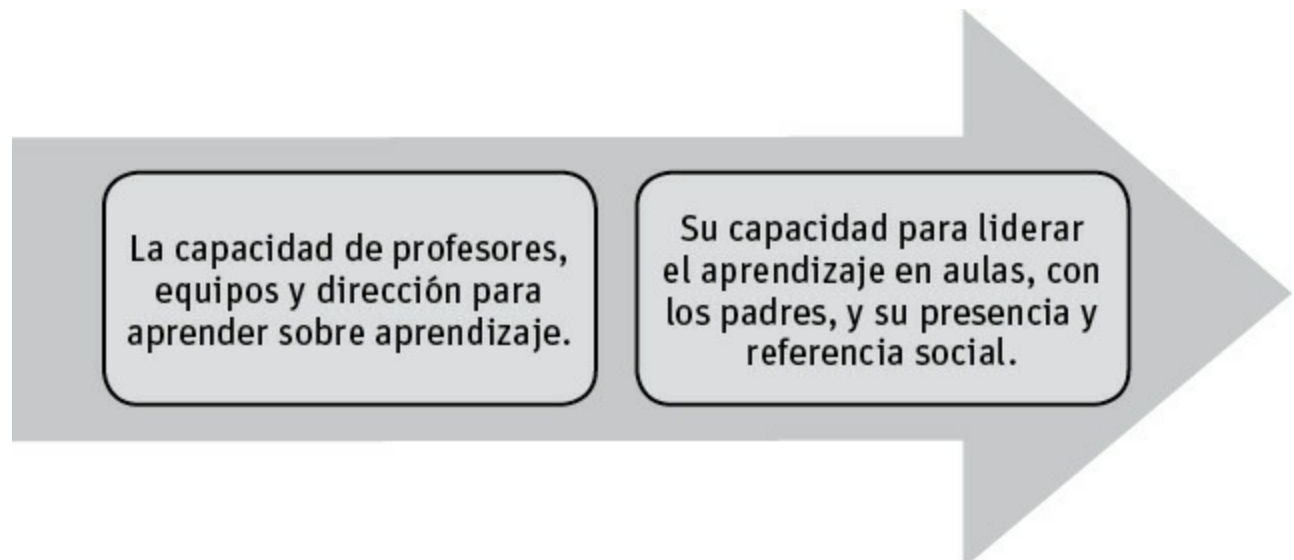 La capacidad de profesores,
equipos y dirección para
aprender sobre aprendizaje.
Su capacidad para liderar
el aprendizaje en aulas, con
los padres, y su presencia y
referencia social.